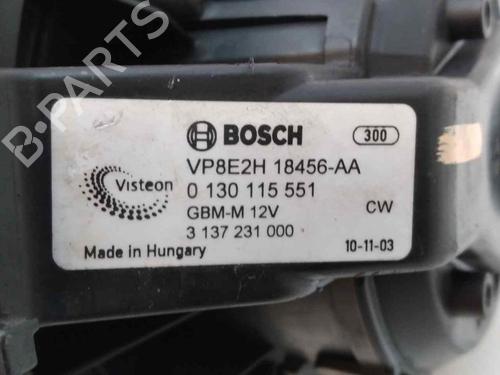 B-PARTS
BOSCH
300
VP8E2H 18456-AA
Visteon
0 130 115 551
GBM-M 12V
CW
3 137 231 000
Made in Hungary
10-11-03